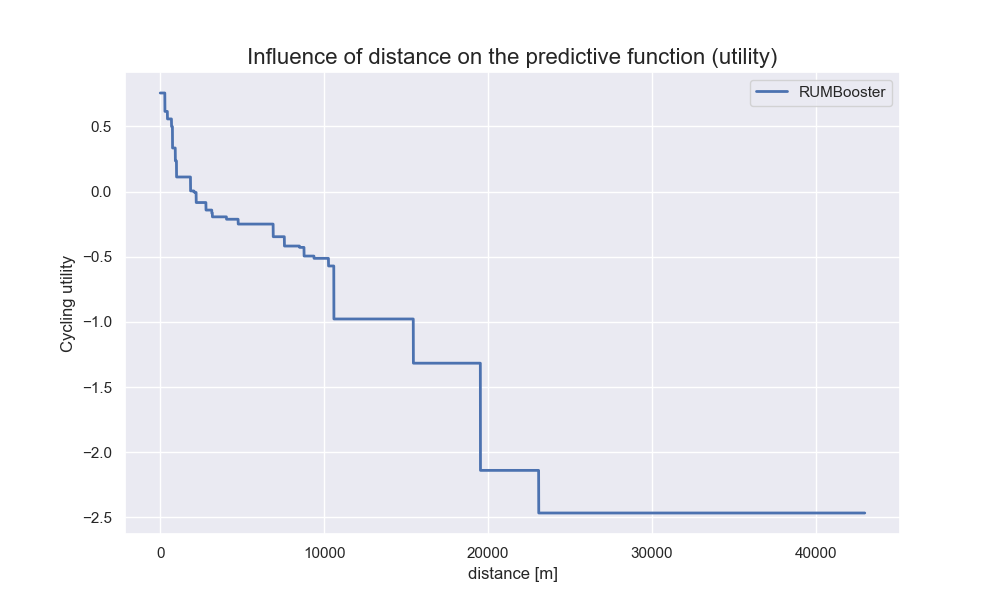 Influence of distance on the predictive function (utility)
RUMBooster
Cycling utility
0.5
0.0
−0.5
−1.0
−1.5
−2.0
−2.5
0 10000 20000 30000 40000
distance [m]